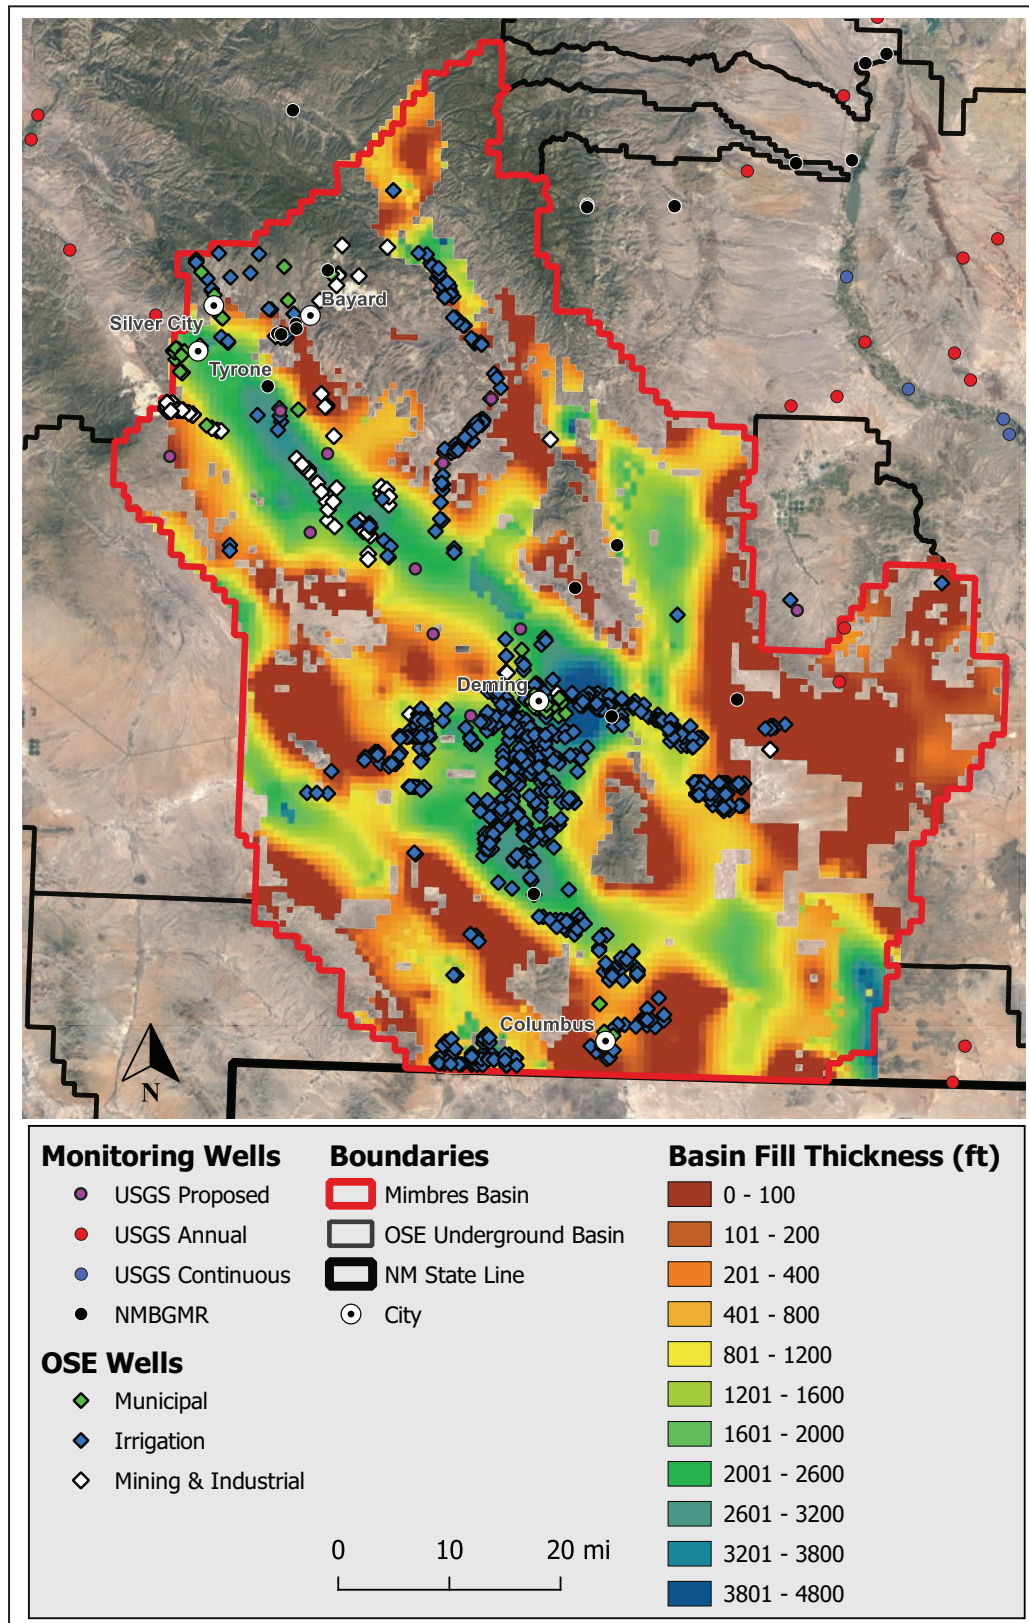 Bayard
Silver City
Tyrone
Deming
Columbus
N
Monitoring Wells
USGS Proposed
USGS Annual
USGS Continuous
NMBGMR
OSE Wells
Municipal
Irrigation
Mining & Industrial
Boundaries
Mimbres Basin
OSE Underground Basin
NM State Line
City
0 10 20 mi
Basin Fill Thickness (ft)
0 - 100
101 - 200
201 - 400
401 - 800
801 - 1200
1201 - 1600
1601 - 2000
2001 - 2600
2601 - 3200
3201 - 3800
3801 - 4800